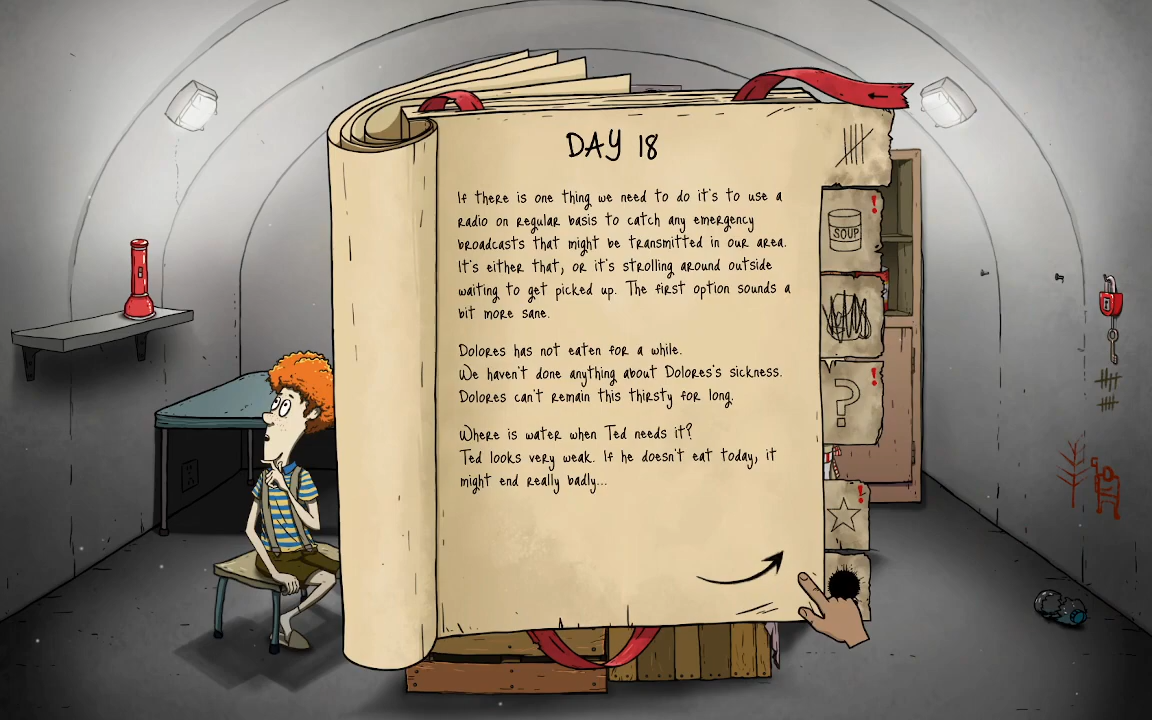 DAY 18
If there is one thing we need to do it's to use a
radio on regular basis to catch any emergency
broadcasts that might be transmitted in our area.
It's either that, or it's strolling around outside
waiting to get picked up. The first option sounds a
bit more sane.
Dolores has not eaten for a while.
We haven't done anything about Dolores's sickness.
Dolores can't remain this thirsty for long.
Where is water when Ted needs it?
Ted looks very weak. If he doesn't eat today, it
might end really badly...
!
SOUP
!
?
!